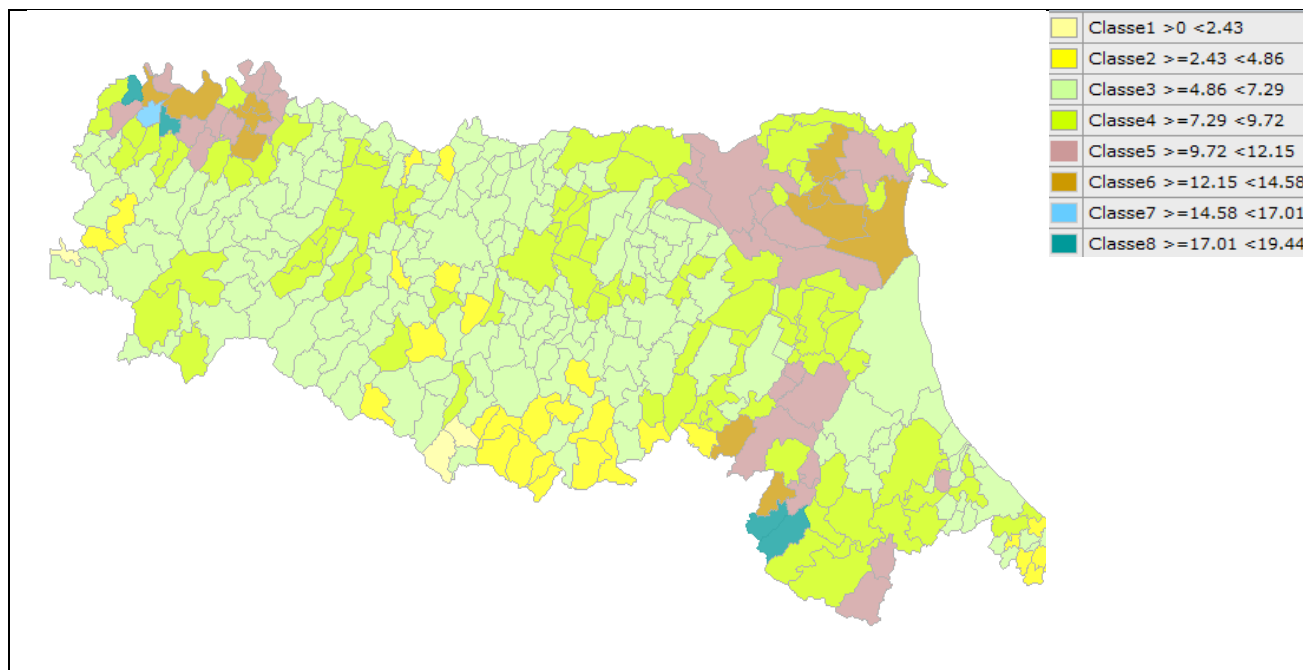 Classe1 >0 <2.43
Classe2 >=2.43 <4.86
Classe3 >=4.86 <7.29
Classe4 >=7.29 <9.72
Classe5 >=9.72 <12.15
Classe6 >=12.15 <14.58
Classe7 >=14.58 <17.01
Classe8 >=17.01 <19.44